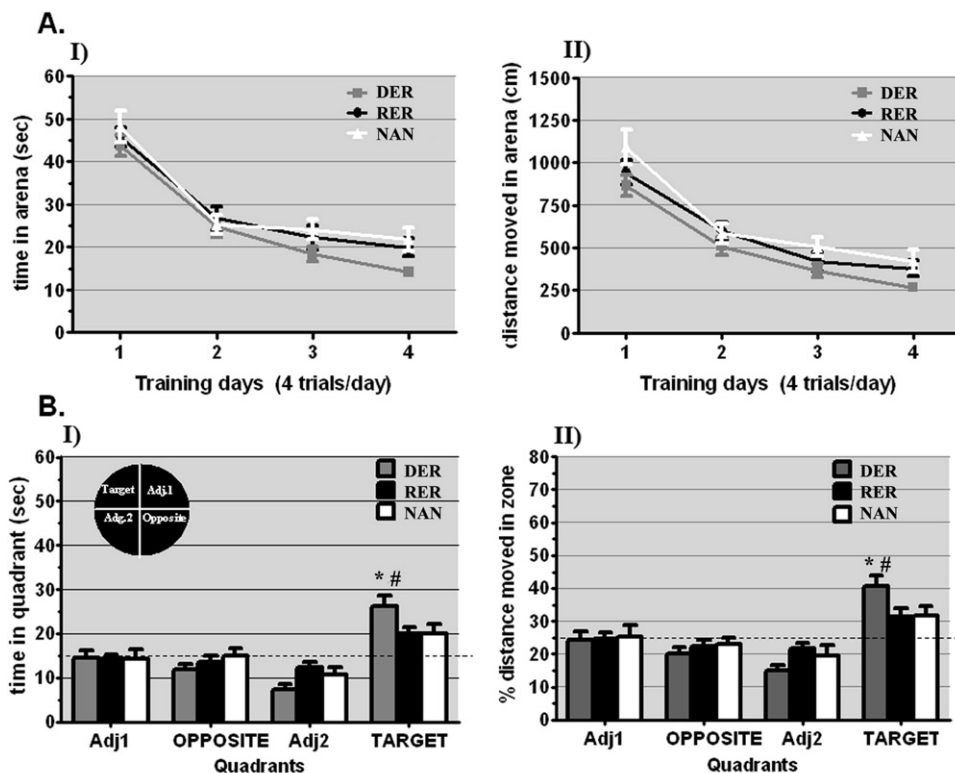 A.
I)
time in arena (sec)
60
50
40
30
20
10
0
DER
RER
NAN
1 2 3 4
Training days (4 trials/day)
II)
distance moved in arena (cm)
1500
1250
1000
750
500
250
0
DER
RER
NAN
1 2 3 4
Training days (4 trials/day)
B.
I)
time in quadrant (sec)
60
50
40
30
20
10
0
Target Adj.1
Adg.2 Opposite
DER
RER
NAN
* #
Adj1 OPPOSITE Adj2 TARGET
Quadrants
II)
% distance moved in zone
80
70
60
50
40
30
20
10
0
DER
RER
NAN
* #
Adj1 OPPOSITE Adj2 TARGET
Quadrants